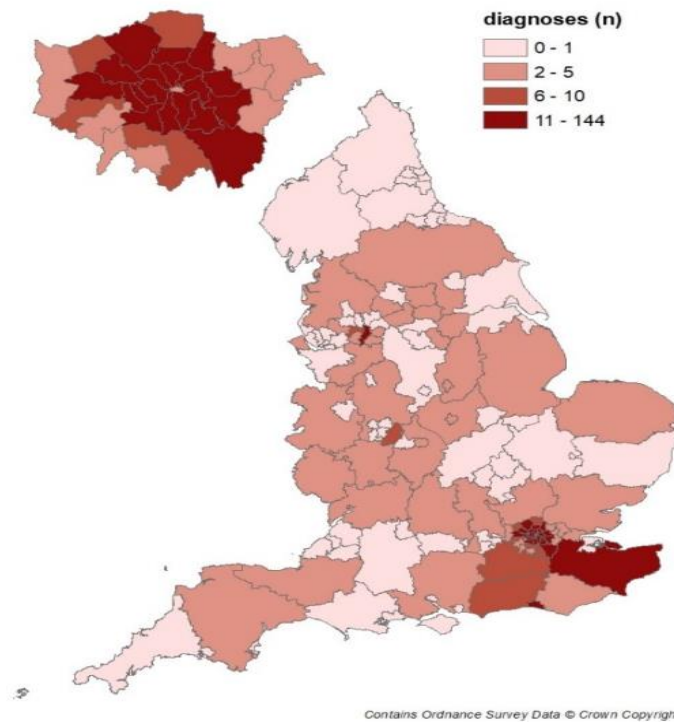 diagnoses (n)
0 - 1
2 - 5
6 - 10
11 - 144
Contains Ordnance Survey Data © Crown Copyrigh